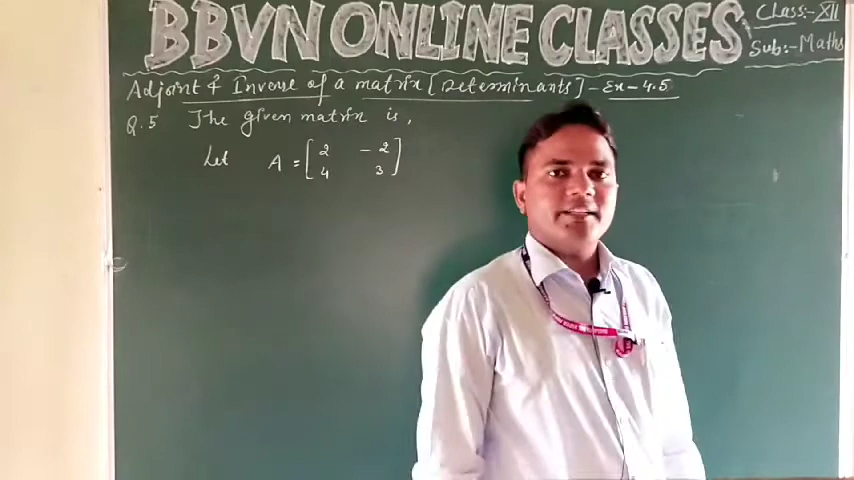 BBVN ONLINE CLASSES
Class:-XII
Sub:-Maths
Adjoint & Inverse of a matrix [Determinants] - Ex-4.5
Q.5 The given matrix is,
Let A = [ 2 -2
4 3 ]